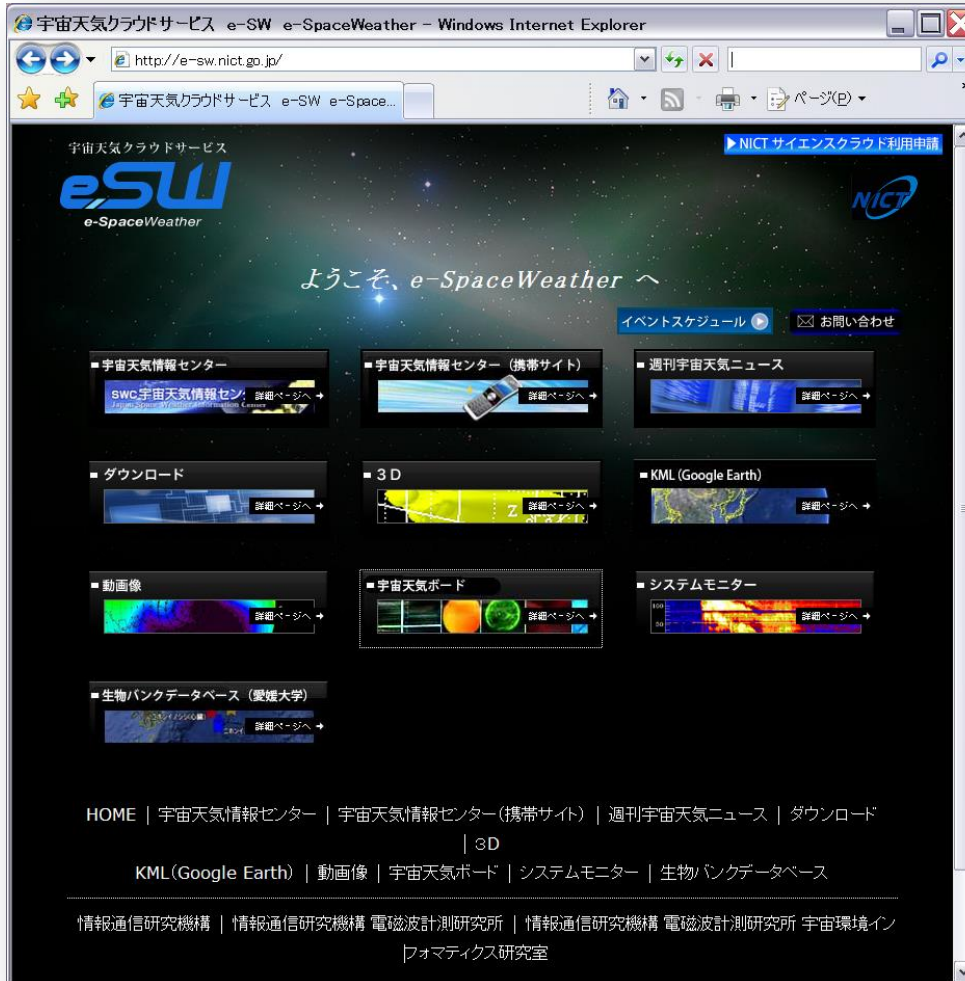 宇宙天気クラウドサービス e-SW e-SpaceWeather - Windows Internet Explorer
http://e-sw.nict.go.jp/
宇宙天気クラウドサービス e-SW e-Space...
ページ(P)
宇宙天気クラウドサービス
▶NICT サイエンスクラウド利用申請
eSW
e-SpaceWeather
NICT
ようこそ、e-SpaceWeather へ
イベントスケジュール
お問い合わせ
宇宙天気情報センター
宇宙天気情報センター (携帯サイト)
週刊宇宙天気ニュース
SWC宇宙天気情報セン
詳細ページへ →
詳細ページへ →
詳細ページへ →
ダウンロード
3D
KML (Google Earth)
詳細ページへ →
Z
詳細ページへ →
詳細ページへ →
動画像
宇宙天気ボード
システムモニター
詳細ページへ →
詳細ページへ →
詳細ページへ →
生物バンクデータベース (愛媛大学)
詳細ページへ →
HOME | 宇宙天気情報センター | 宇宙天気情報センター(携帯サイト) | 週刊宇宙天気ニュース | ダウンロード
| 3D
KML(Google Earth) | 動画像 | 宇宙天気ボード | システムモニター | 生物バンクデータベース
情報通信研究機構 | 情報通信研究機構 電磁波計測研究所 | 情報通信研究機構 電磁波計測研究所 宇宙環境イン
フォマティクス研究室